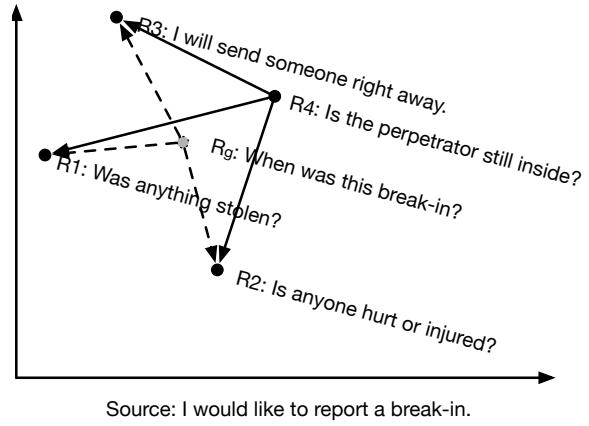 R3: I will send someone right away.
R4: Is the perpetrator still inside?
Rg: When was this break-in?
R1: Was anything stolen?
R2: Is anyone hurt or injured?
Source: I would like to report a break-in.